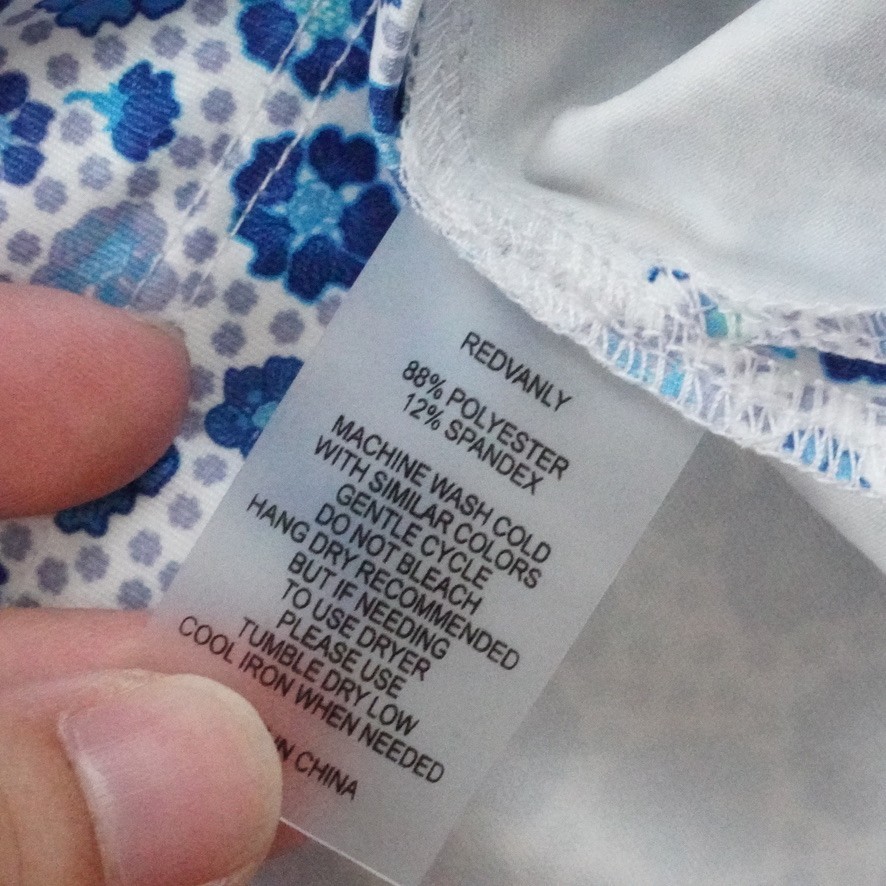 REDVANLY
88% POLYESTER
12% SPANDEX
MACHINE WASH COLD
WITH SIMILAR COLORS
GENTLE CYCLE
DO NOT BLEACH
HANG DRY RECOMMENDED
BUT IF NEEDING
TO USE DRYER
PLEASE USE
TUMBLE DRY LOW
COOL IRON WHEN NEEDED
IN CHINA